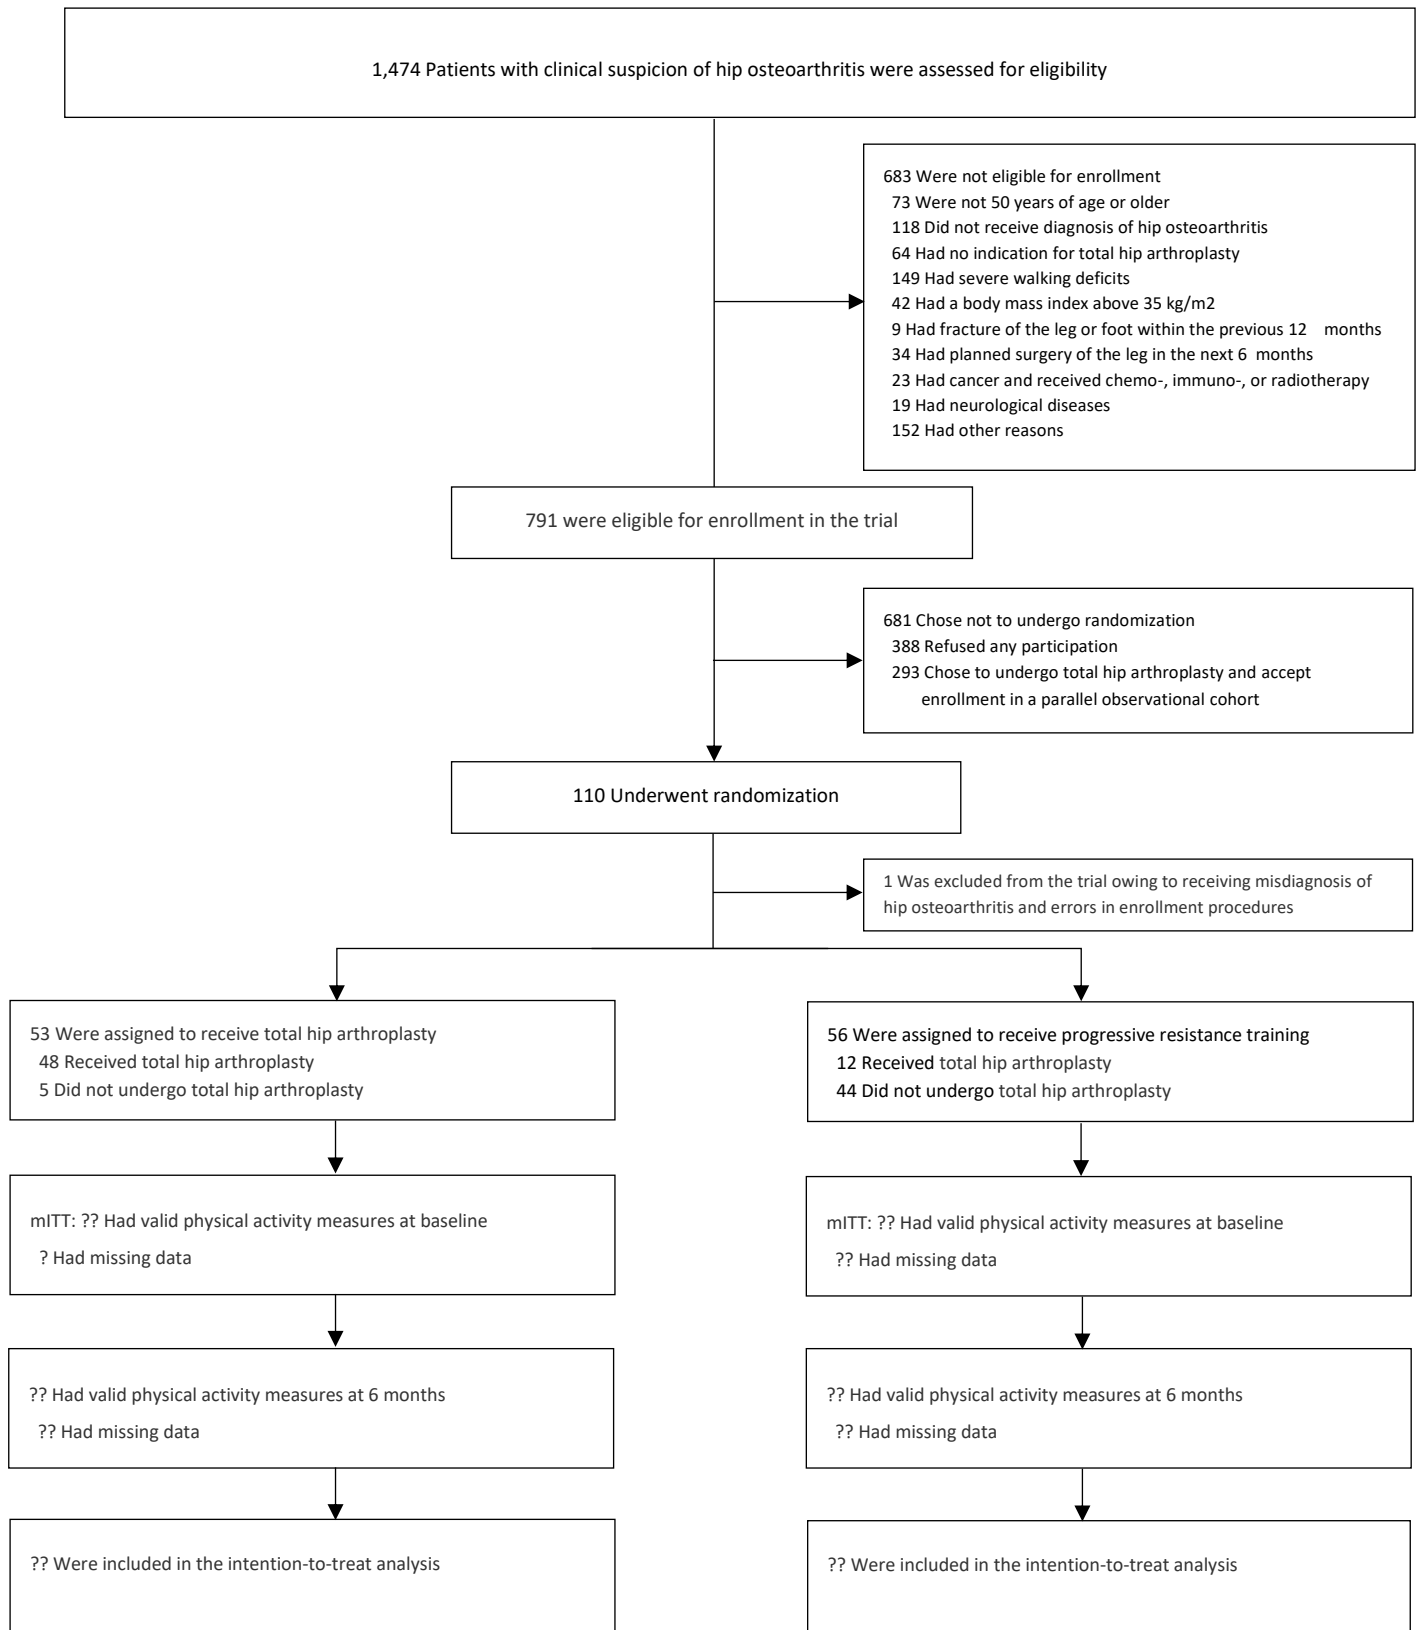 1,474 Patients with clinical suspicion of hip osteoarthritis were assessed for eligibility
683 Were not eligible for enrollment
73 Were not 50 years of age or older
118 Did not receive diagnosis of hip osteoarthritis
64 Had no indication for total hip arthroplasty
149 Had severe walking deficits
42 Had a body mass index above 35 kg/m2
9 Had fracture of the leg or foot within the previous 12 months
34 Had planned surgery of the leg in the next 6 months
23 Had cancer and received chemo-, immuno-, or radiotherapy
19 Had neurological diseases
152 Had other reasons
791 were eligible for enrollment in the trial
681 Chose not to undergo randomization
388 Refused any participation
293 Chose to undergo total hip arthroplasty and accept
enrollment in a parallel observational cohort
110 Underwent randomization
1 Was excluded from the trial owing to receiving misdiagnosis of
hip osteoarthritis and errors in enrollment procedures
53 Were assigned to receive total hip arthroplasty
48 Received total hip arthroplasty
5 Did not undergo total hip arthroplasty
56 Were assigned to receive progressive resistance training
12 Received total hip arthroplasty
44 Did not undergo total hip arthroplasty
mITT: ?? Had valid physical activity measures at baseline
? Had missing data
mITT: ?? Had valid physical activity measures at baseline
?? Had missing data
?? Had valid physical activity measures at 6 months
?? Had missing data
?? Had valid physical activity measures at 6 months
?? Had missing data
?? Were included in the intention-to-treat analysis
?? Were included in the intention-to-treat analysis